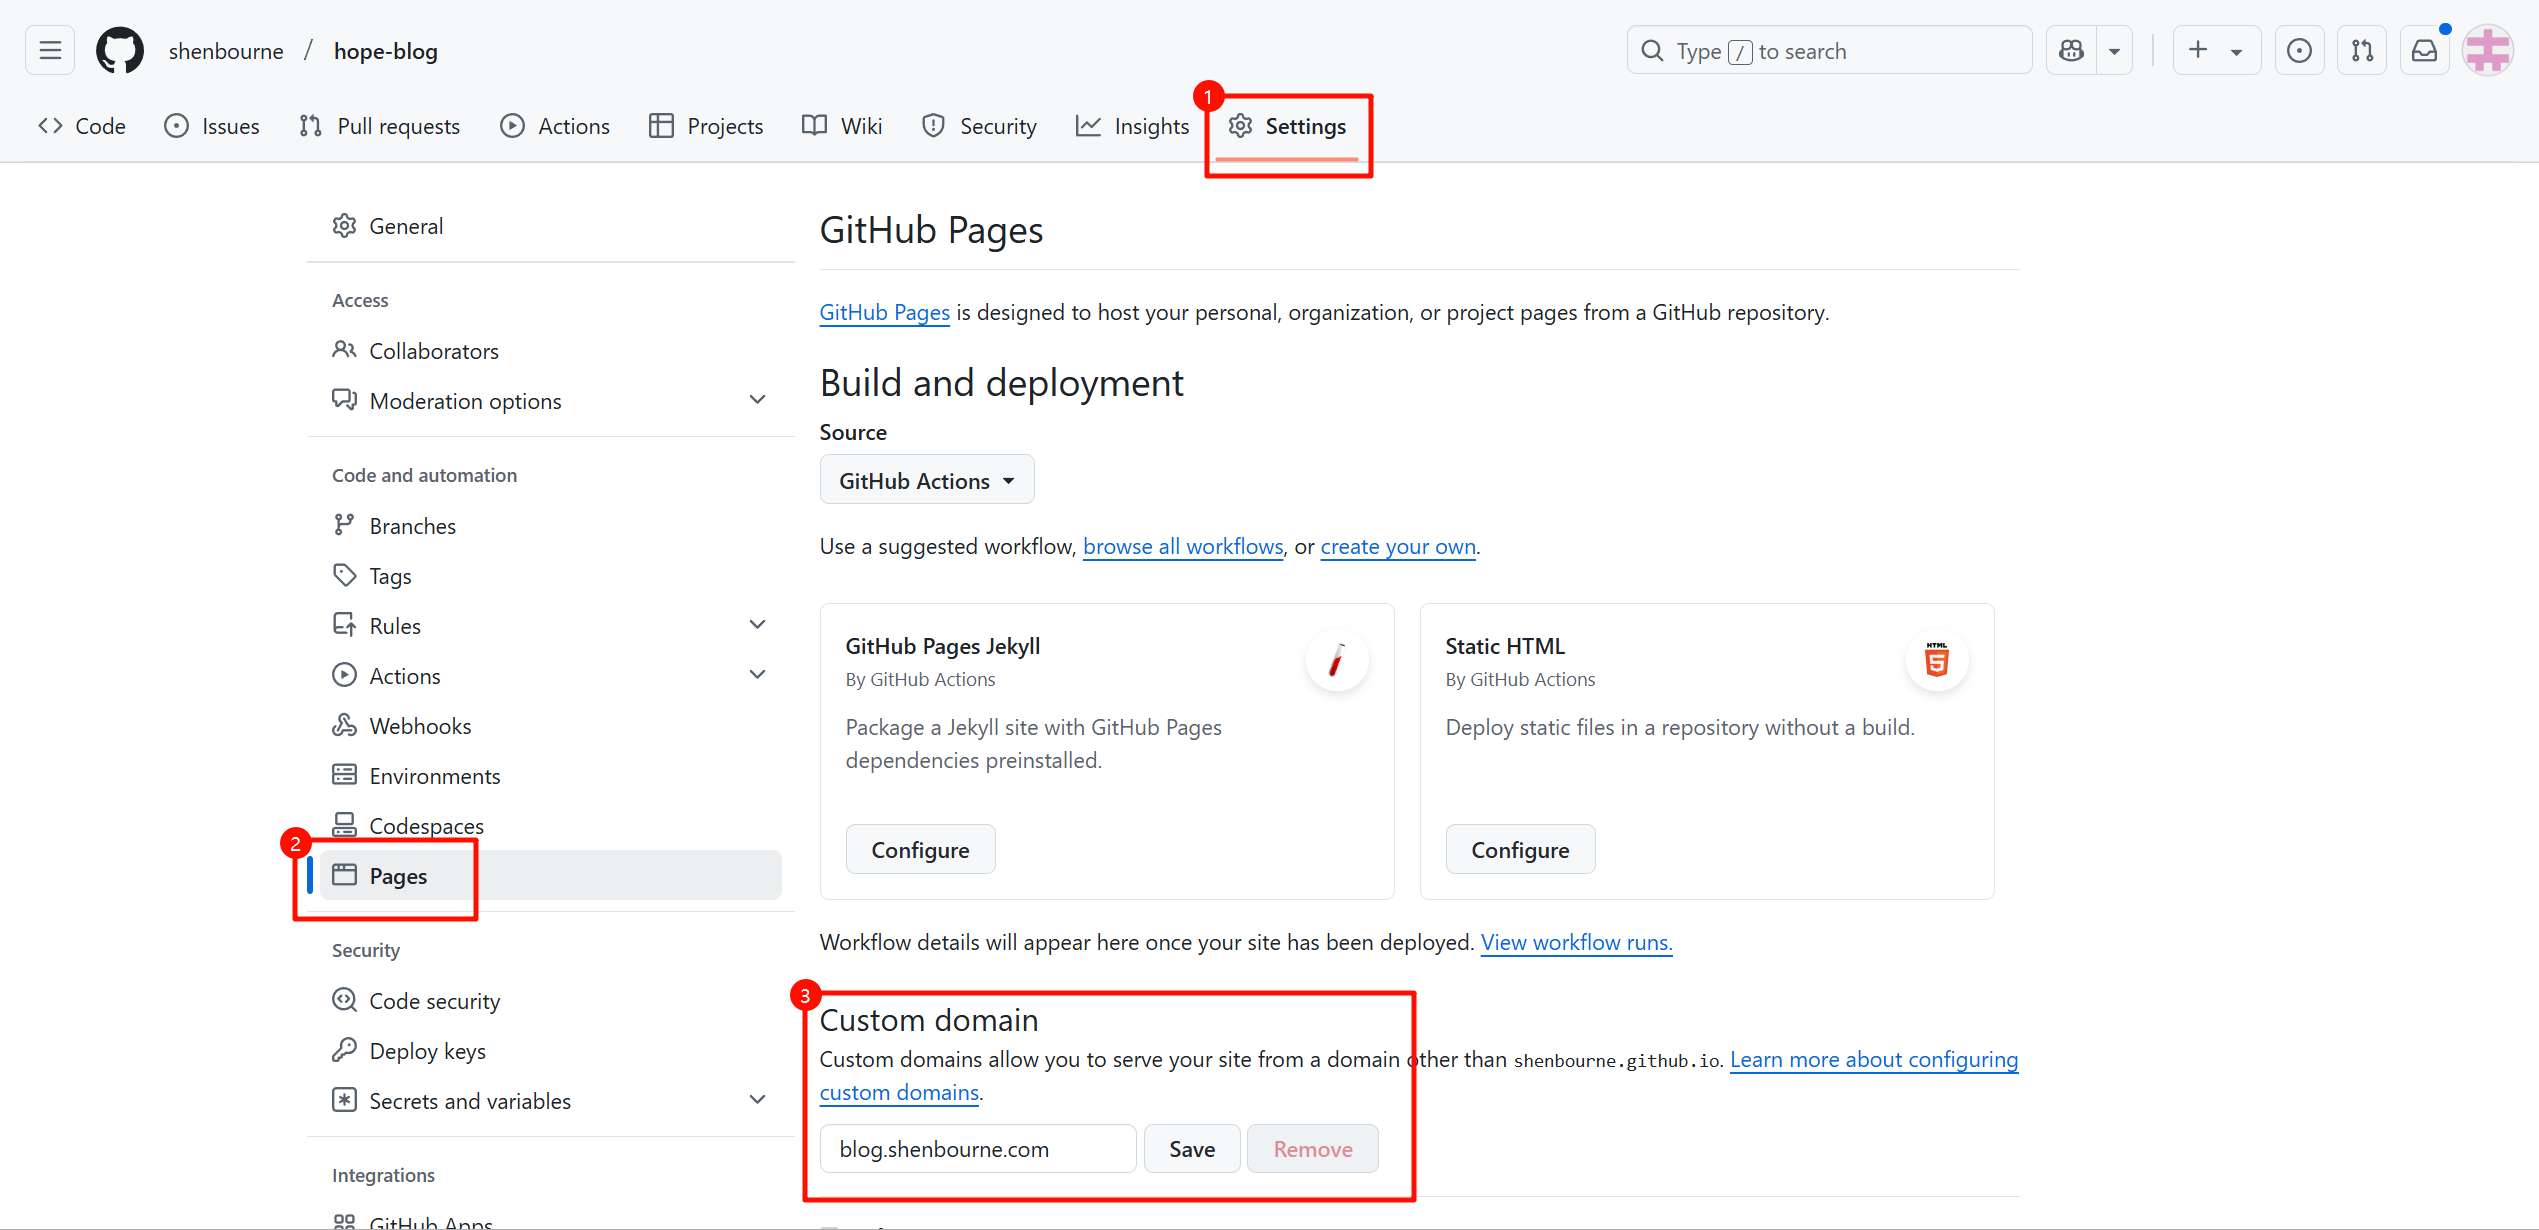 shenbourne / hope-blog
Type / to search
Code Issues Pull requests Actions Projects Wiki Security Insights 1 Settings
General
Access
Collaborators
Moderation options
Code and automation
Branches
Tags
Rules
Actions
Webhooks
Environments
Codespaces
2
Pages
Security
Code security
Deploy keys
Secrets and variables
Integrations
GitHub Apps
GitHub Pages
GitHub Pages is designed to host your personal, organization, or project pages from a GitHub repository.
Build and deployment
Source
GitHub Actions
Use a suggested workflow, browse all workflows, or create your own.
GitHub Pages Jekyll
By GitHub Actions
Package a Jekyll site with GitHub Pages
dependencies preinstalled.
Configure
Static HTML
By GitHub Actions
Deploy static files in a repository without a build.
Configure
HTML
5
Workflow details will appear here once your site has been deployed. View workflow runs.
3
Custom domain
Custom domains allow you to serve your site from a domain other than shenbourne.github.io. Learn more about configuring
custom domains.
blog.shenbourne.com Save Remove